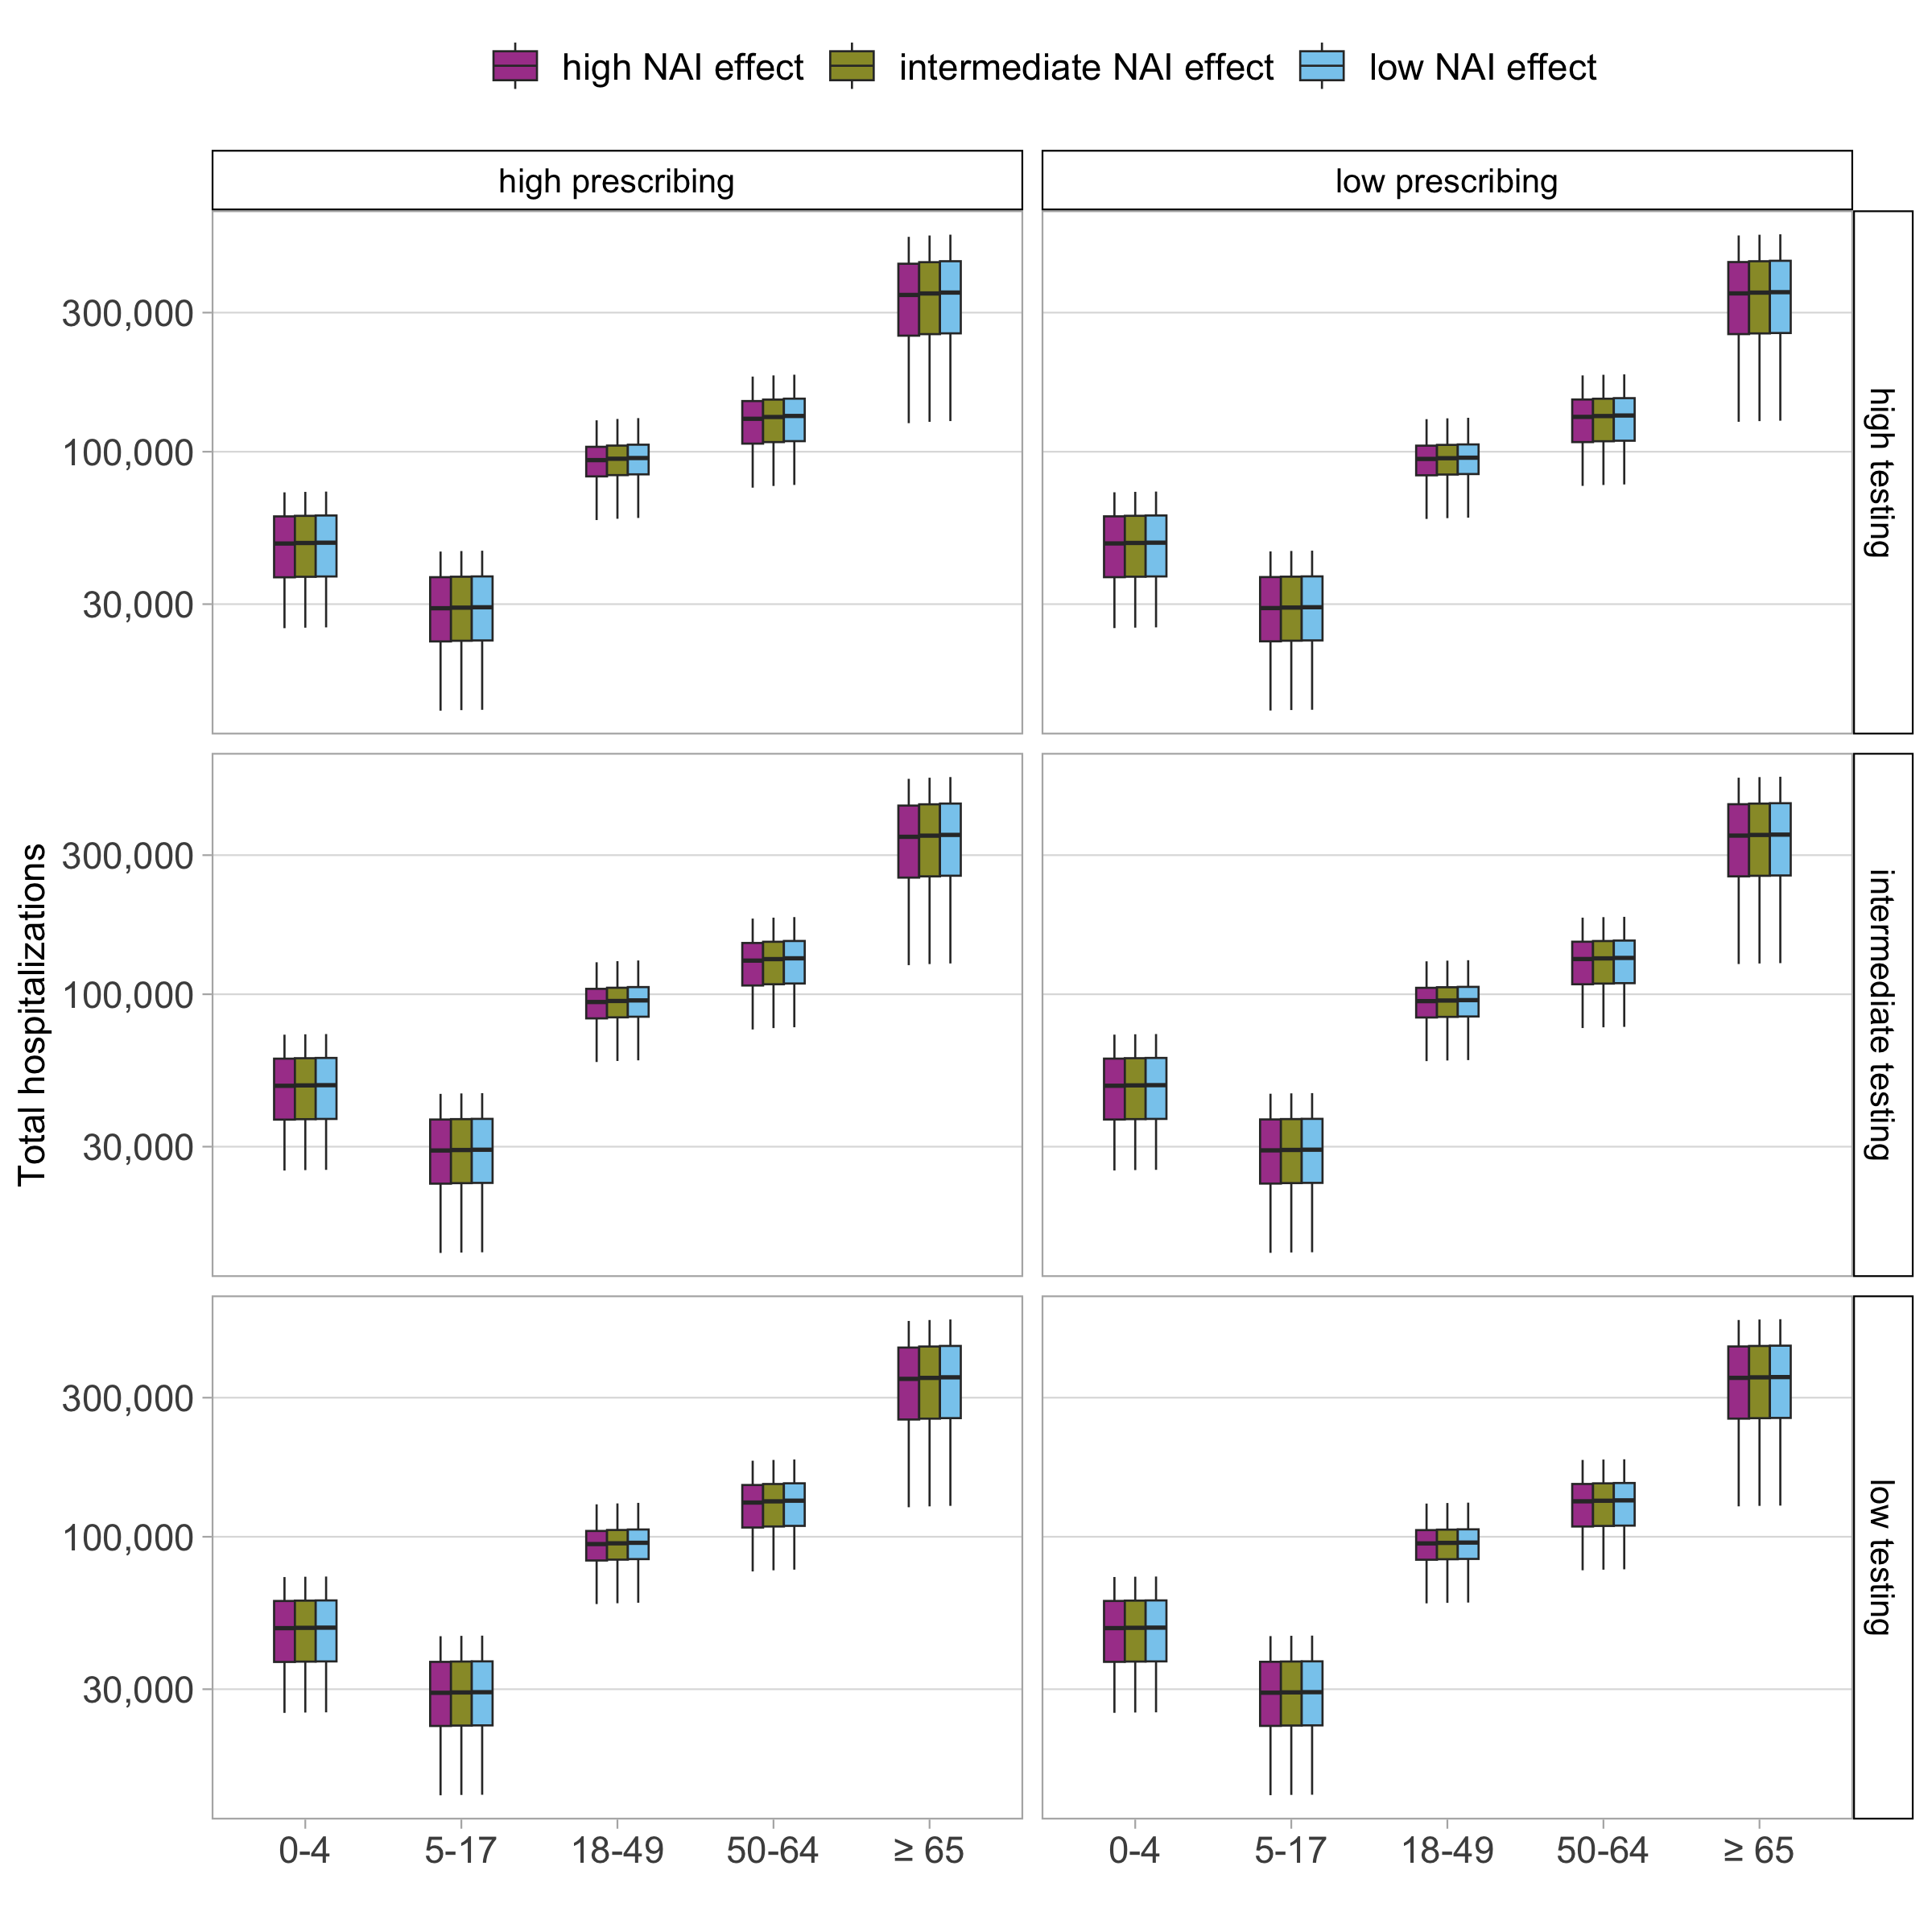 high NAI effect intermediate NAI effect low NAI effect
high prescribing low prescribing
300,000
100,000
30,000
high testing
Total hospitalizations
300,000
100,000
30,000
intermediate testing
300,000
100,000
30,000
low testing
0-4 5-17 18-49 50-64 ≥ 65 0-4 5-17 18-49 50-64 ≥ 65